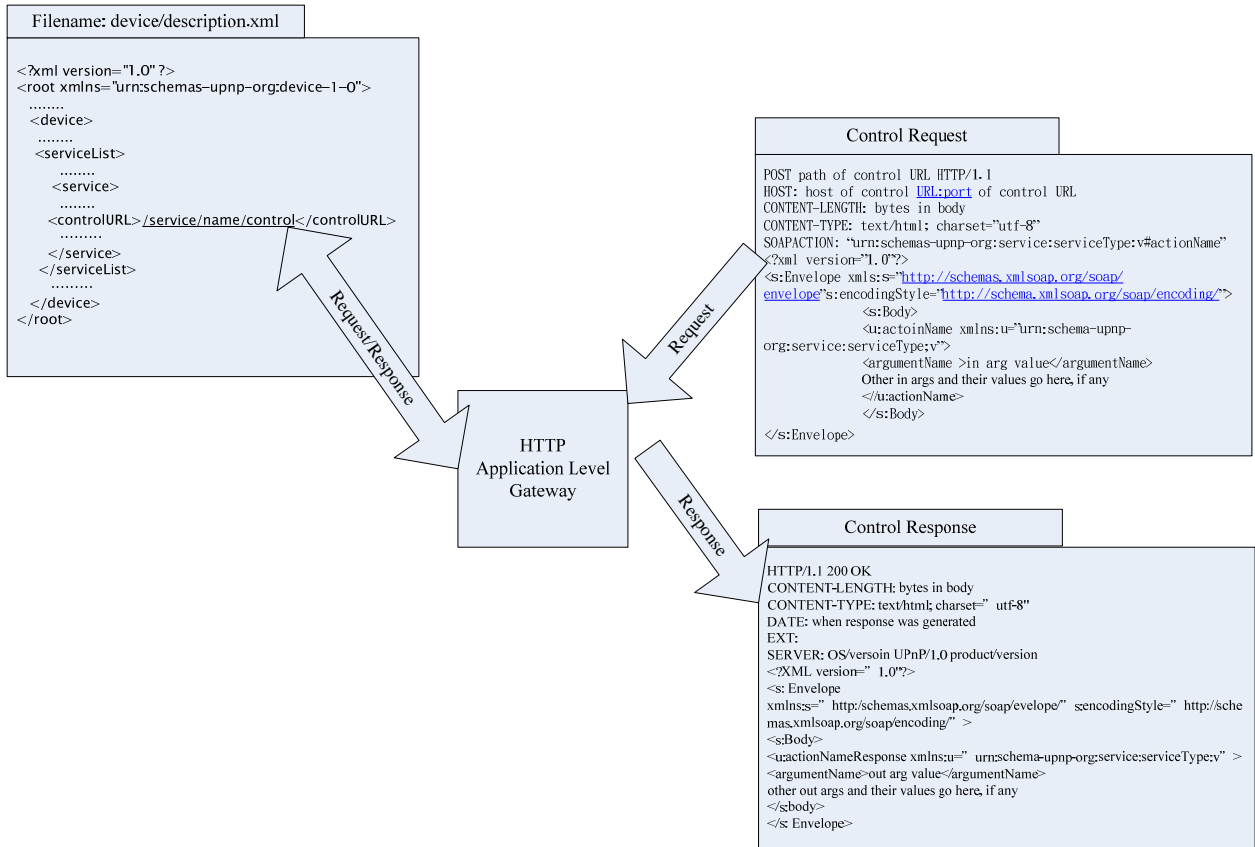 Filename: device/description.xml
<?xml version="1.0" ?>
<root xmlns="urn:schemas-upnp-org:device-1-0">
........
<device>
........
<serviceList>
........
<service>
........
<controlURL>/service/name/control</controlURL>
.........
</service>
</serviceList>
.........
</device>
</root>
Request/Response
HTTP
Application Level
Gateway
Request
Response
Control Request
POST path of control URL HTTP/1.1
HOST: host of control URL:port of control URL
CONTENT-LENGTH: bytes in body
CONTENT-TYPE: text/html; charset="utf-8"
SOAPACTION: "urn:schemas-upnp-org:service:serviceType:v#actionName"
<?xml version="1.0"?>
<s:Envelope xmls:s="http://schemas.xmlsoap.org/soap/
envelope"s:encodingStyle="http://schema.xmlsoap.org/soap/encoding/">
<s:Body>
<u:actoinName xmlns:u="urn:schema-upnp-
org:service:serviceType;v">
<argumentName >in arg value</argumentName>
Other in args and their values go here, if any
<//u:actionName>
</s:Body>
</s:Envelope>
Control Response
HTTP/1.1 200 OK
CONTENT-LENGTH: bytes in body
CONTENT-TYPE: text/html; charset=" utf-8"
DATE: when response was generated
EXT:
SERVER: OS/versoin UPnP/1.0 product/version
<?XML version=" 1.0"?>
<s: Envelope
xmlns:s=" http:/schemas.xmlsoap.org/soap/evelope/" s:encodingStyle=" http://sche
mas.xmlsoap.org/soap/encoding/" >
<s:Body>
<u:actionNameResponse xmlns:u=" urn:schema-upnp-org:service:serviceType:v" >
<argumentName>out arg value</argumentName>
other out args and their values go here, if any
</s:body>
</s: Envelope>